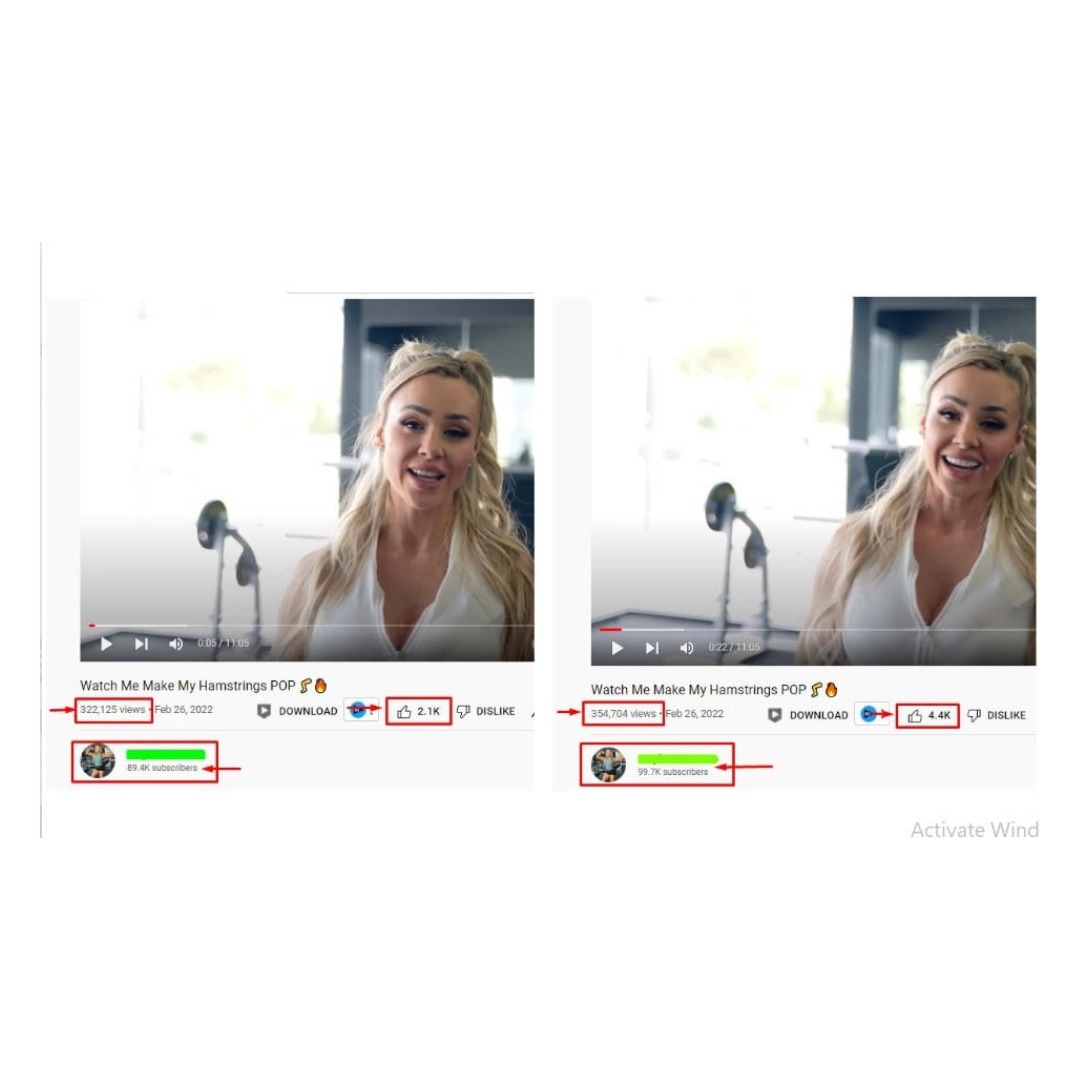 0:05 / 11:05
Watch Me Make My Hamstrings POP
322,125 views • Feb 26, 2022
DOWNLOAD
2.1K
DISLIKE
89.4K subscribers
0:22 / 11:05
Watch Me Make My Hamstrings POP
354,704 views • Feb 26, 2022
DOWNLOAD
4.4K
DISLIKE
99.7K subscribers
Activate Wind